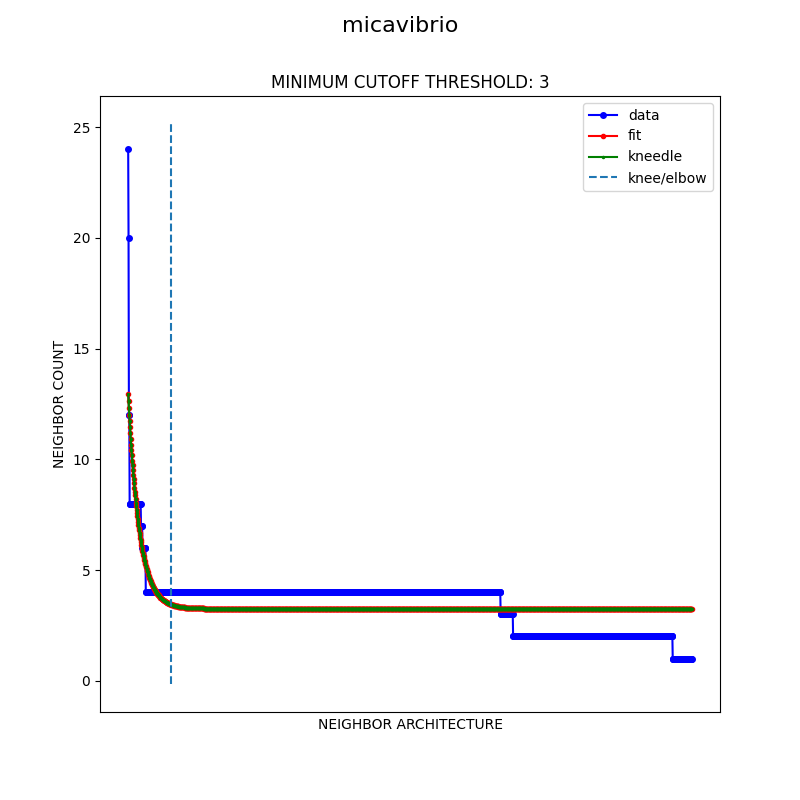 micavibrio
MINIMUM CUTOFF THRESHOLD: 3
data
fit
kneedle
knee/elbow
25
20
15
10
5
0
NEIGHBOR COUNT
NEIGHBOR ARCHITECTURE